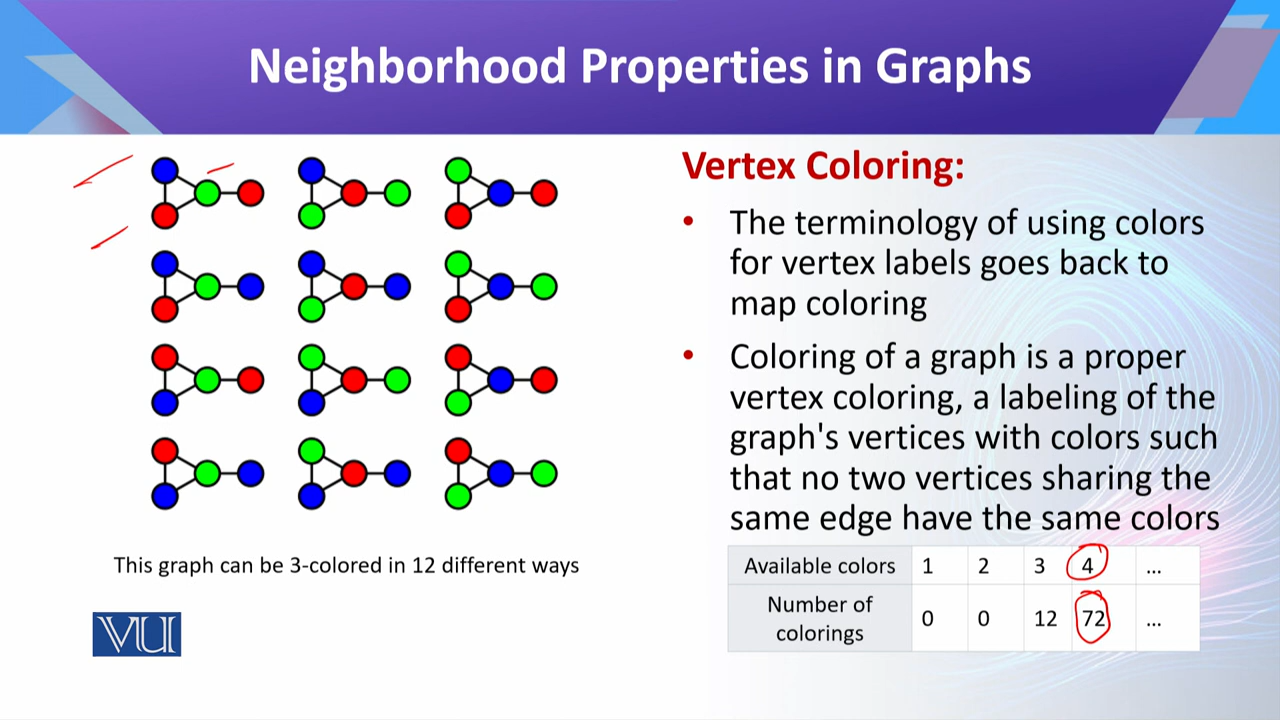 Neighborhood Properties in Graphs
Vertex Coloring:
• The terminology of using colors
for vertex labels goes back to
map coloring
• Coloring of a graph is a proper
vertex coloring, a labeling of the
graph's vertices with colors such
that no two vertices sharing the
same edge have the same colors
This graph can be 3-colored in 12 different ways
Available colors 1 2 3 4 ...
Number of
colorings 0 0 12 72 ...
VU